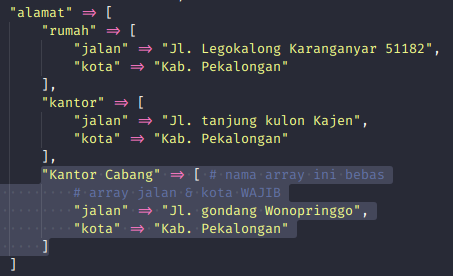 "alamat" => [
"rumah" => [
"jalan" => "Jl. Legokalong Karanganyar 51182",
"kota" => "Kab. Pekalongan"
],
"kantor" => [
"jalan" => "Jl. tanjung kulon Kajen",
"kota" => "Kab. Pekalongan"
],
"Kantor Cabang" => [ # nama array ini bebas
# array jalan & kota WAJIB
"jalan" => "Jl. gondang Wonopringgo",
"kota" => "Kab. Pekalongan"
]
]